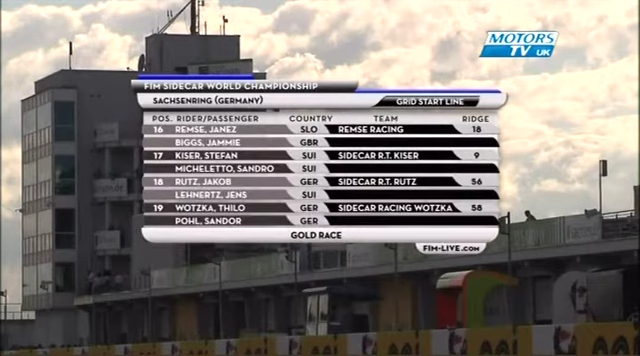 MOTORS
TV UK
FIM SIDECAR WORLD CHAMPIONSHIP
SACHSENRING (GERMANY) GRID START LINE
POS. RIDER/PASSENGER COUNTRY TEAM RIDGE
16 REMSE, JANEZ SLO REMSE RACING 18
BIGGS, JAMMIE GBR
17 KISER, STEFAN SUI SIDECAR R.T. KISER 9
MICHELETTO, SANDRO SUI
18 RUTZ, JAKOB GER SIDECAR R.T. RUTZ 56
LEHNERTZ, JENS SUI
19 WOTZKA, THILO GER SIDECAR RACING WOTZKA 58
POHL, SANDOR GER
GOLD RACE
FIM-LIVE.COM